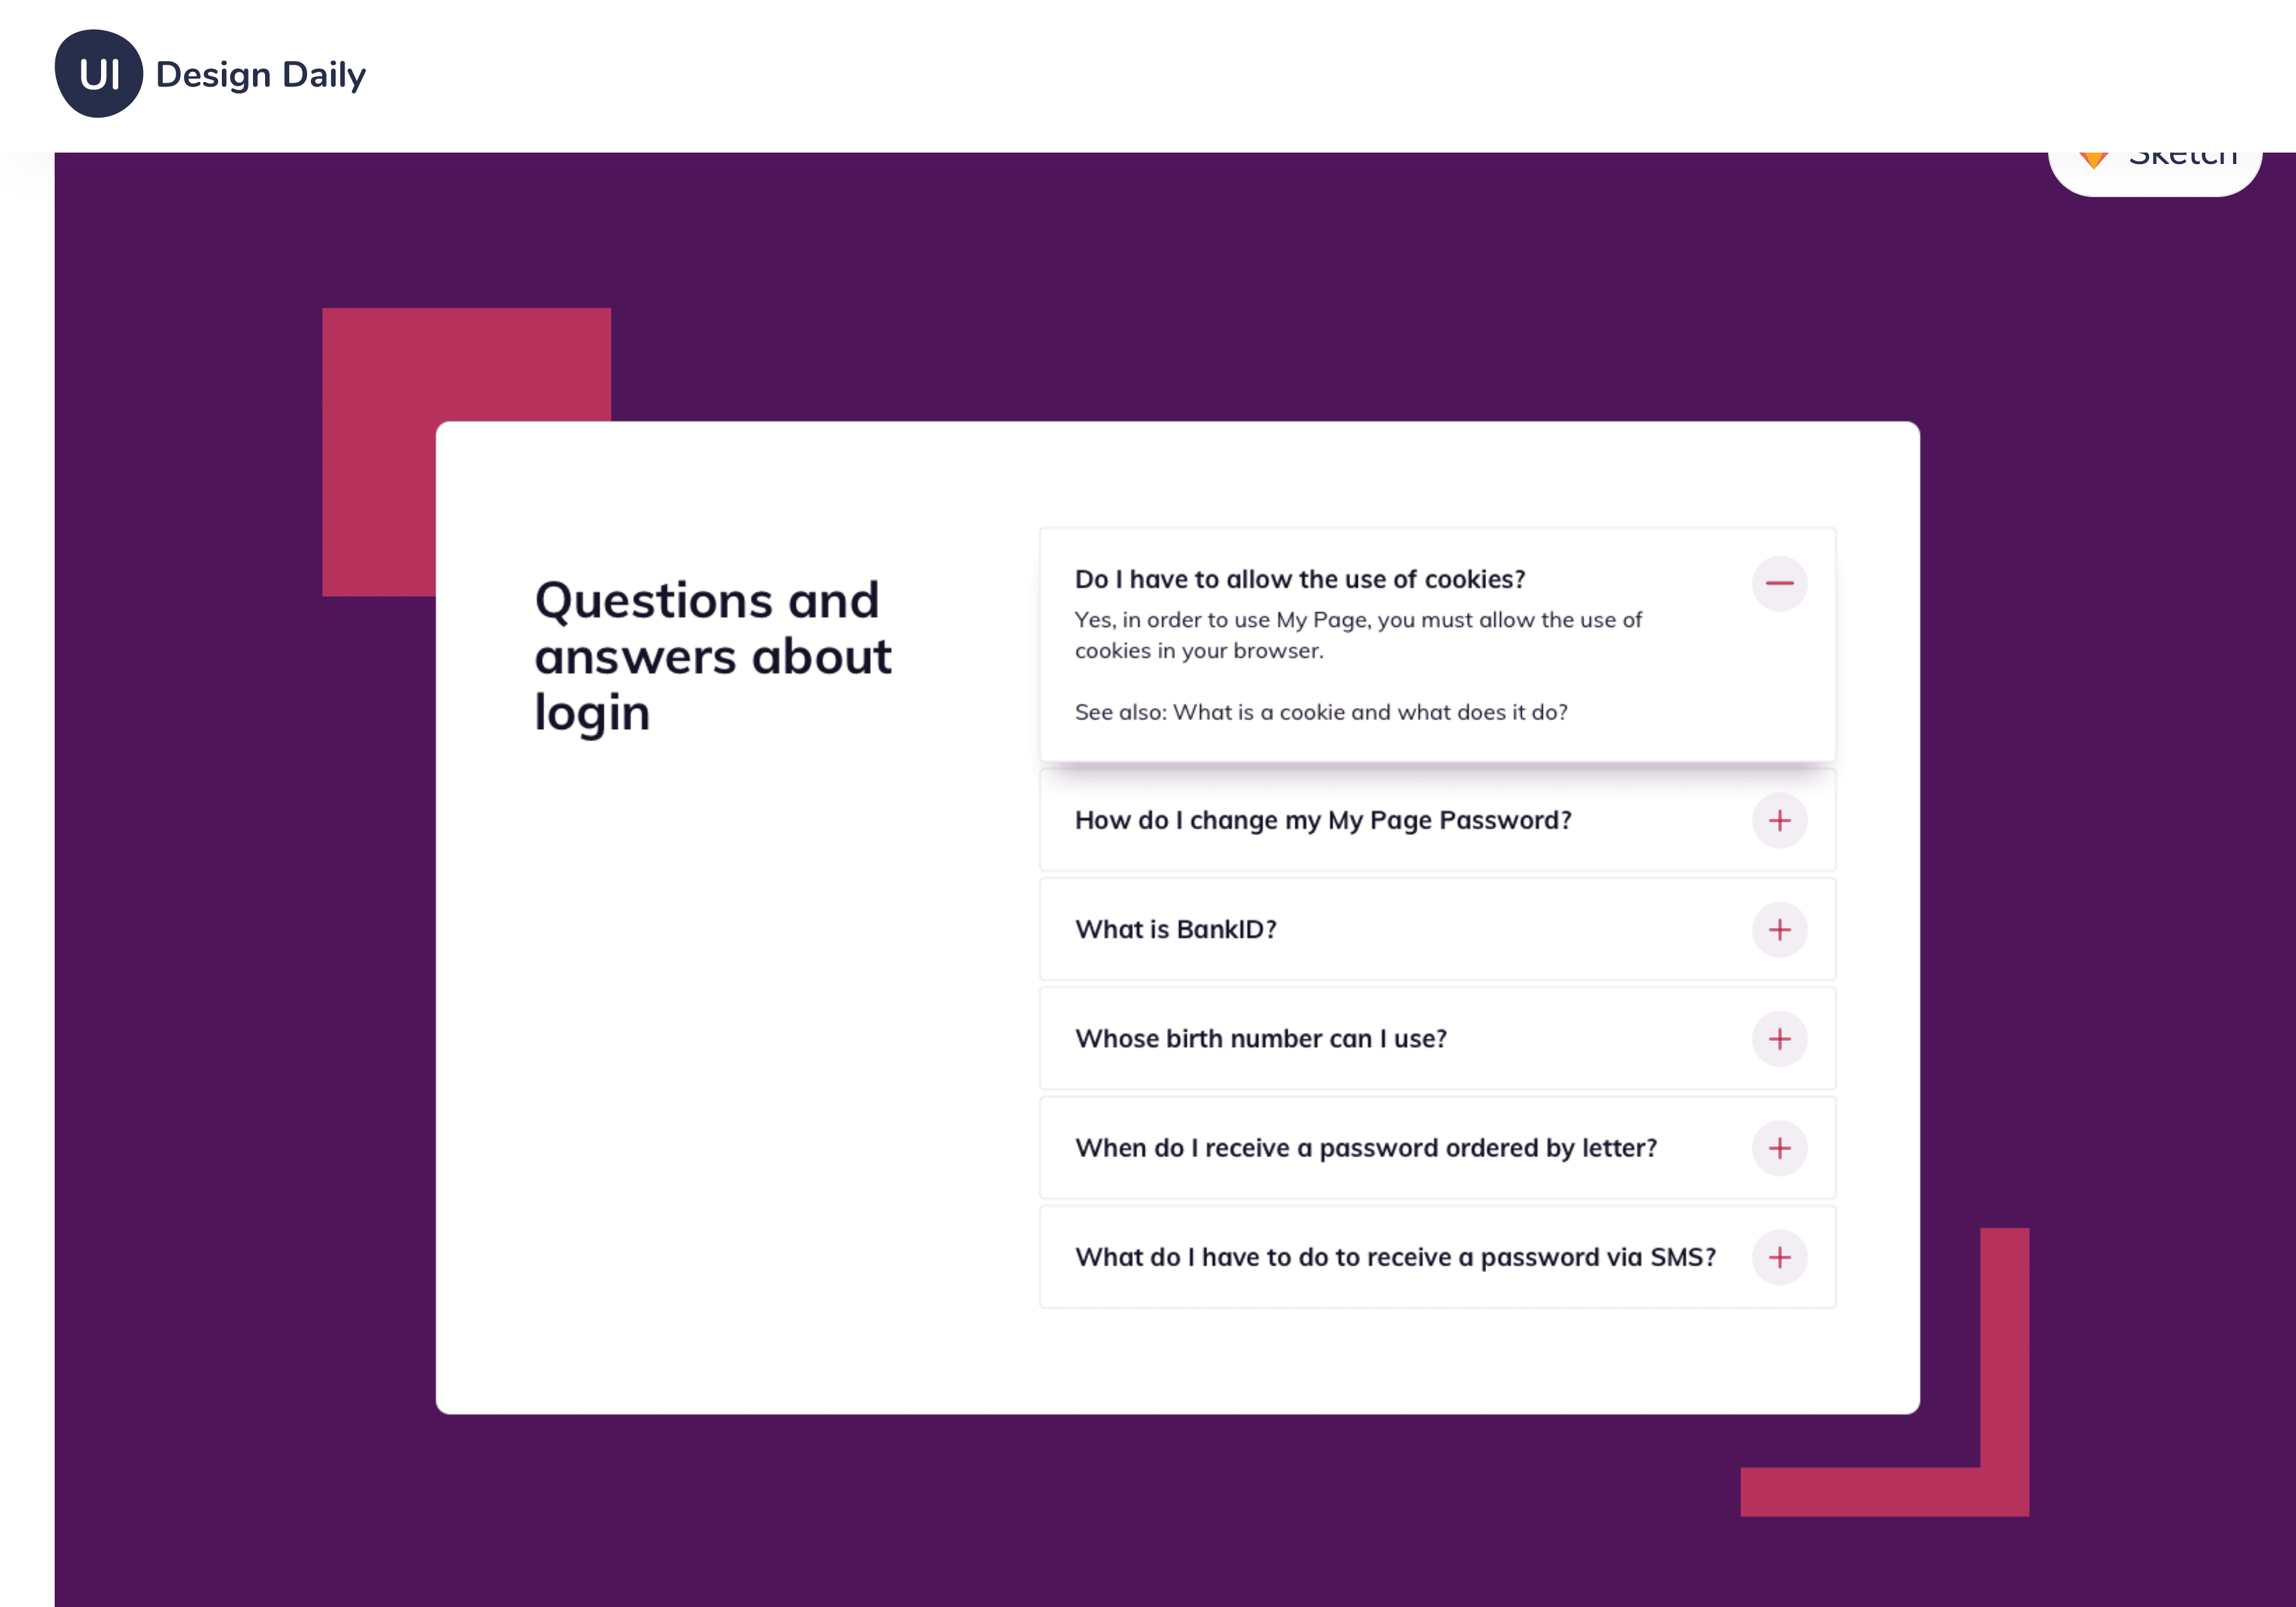 UI Design Daily
Sketch
Questions and
answers about
login
Do I have to allow the use of cookies?
Yes, in order to use My Page, you must allow the use of
cookies in your browser.
See also: What is a cookie and what does it do?
How do I change my My Page Password?
What is BankID?
Whose birth number can I use?
When do I receive a password ordered by letter?
What do I have to do to receive a password via SMS?